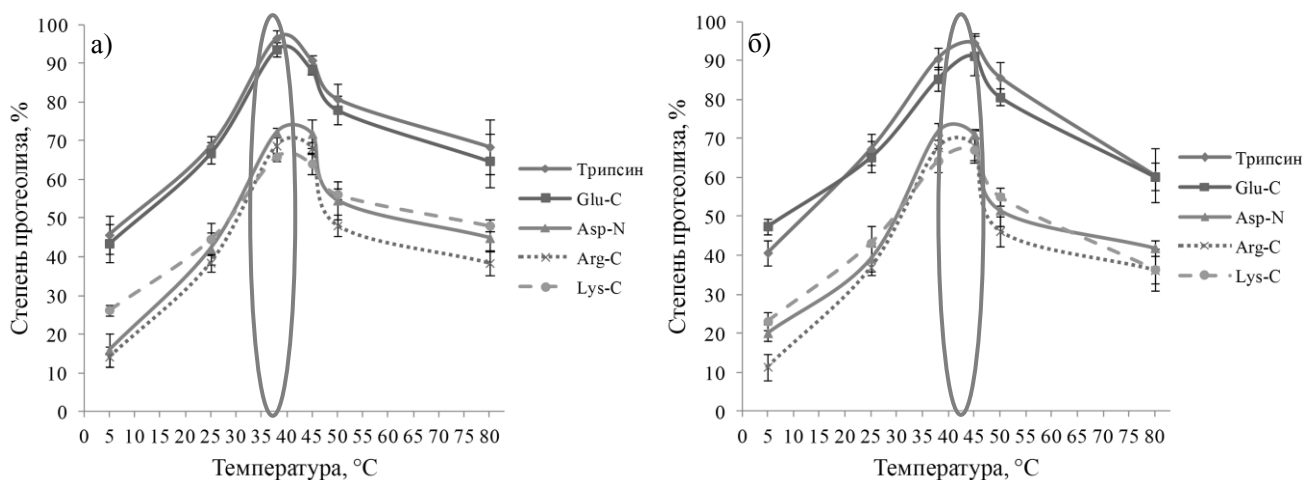 а)
Степень протеолиза, %
100
90
80
70
60
50
40
30
20
10
0
0 5 10 15 20 25 30 35 40 45 50 55 60 65 70 75 80
Температура, °C
Трипсин
Glu-C
Asp-N
Arg-C
Lys-C
б)
Степень протеолиза, %
100
90
80
70
60
50
40
30
20
10
0
0 5 10 15 20 25 30 35 40 45 50 55 60 65 70 75 80
Температура, °C
Трипсин
Glu-C
Asp-N
Arg-C
Lys-C